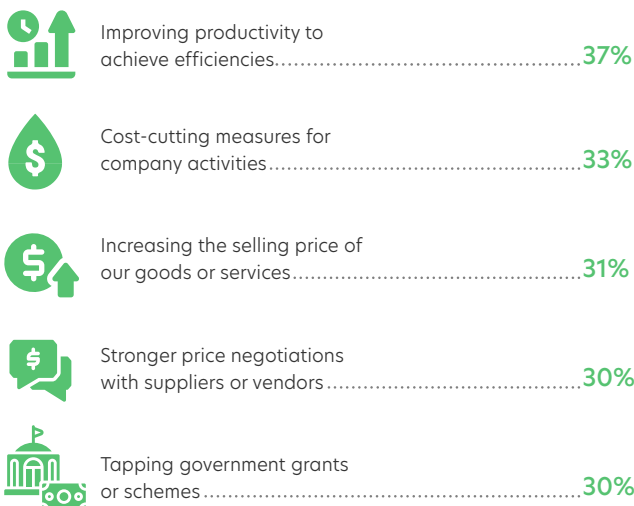 Improving productivity to
achieve efficiencies................................................37%
Cost-cutting measures for
company activities.................................................33%
$
Increasing the selling price of
our goods or services.............................................31%
$
Stronger price negotiations
with suppliers or vendors.......................................30%
$
Tapping government grants
or schemes...........................................................30%